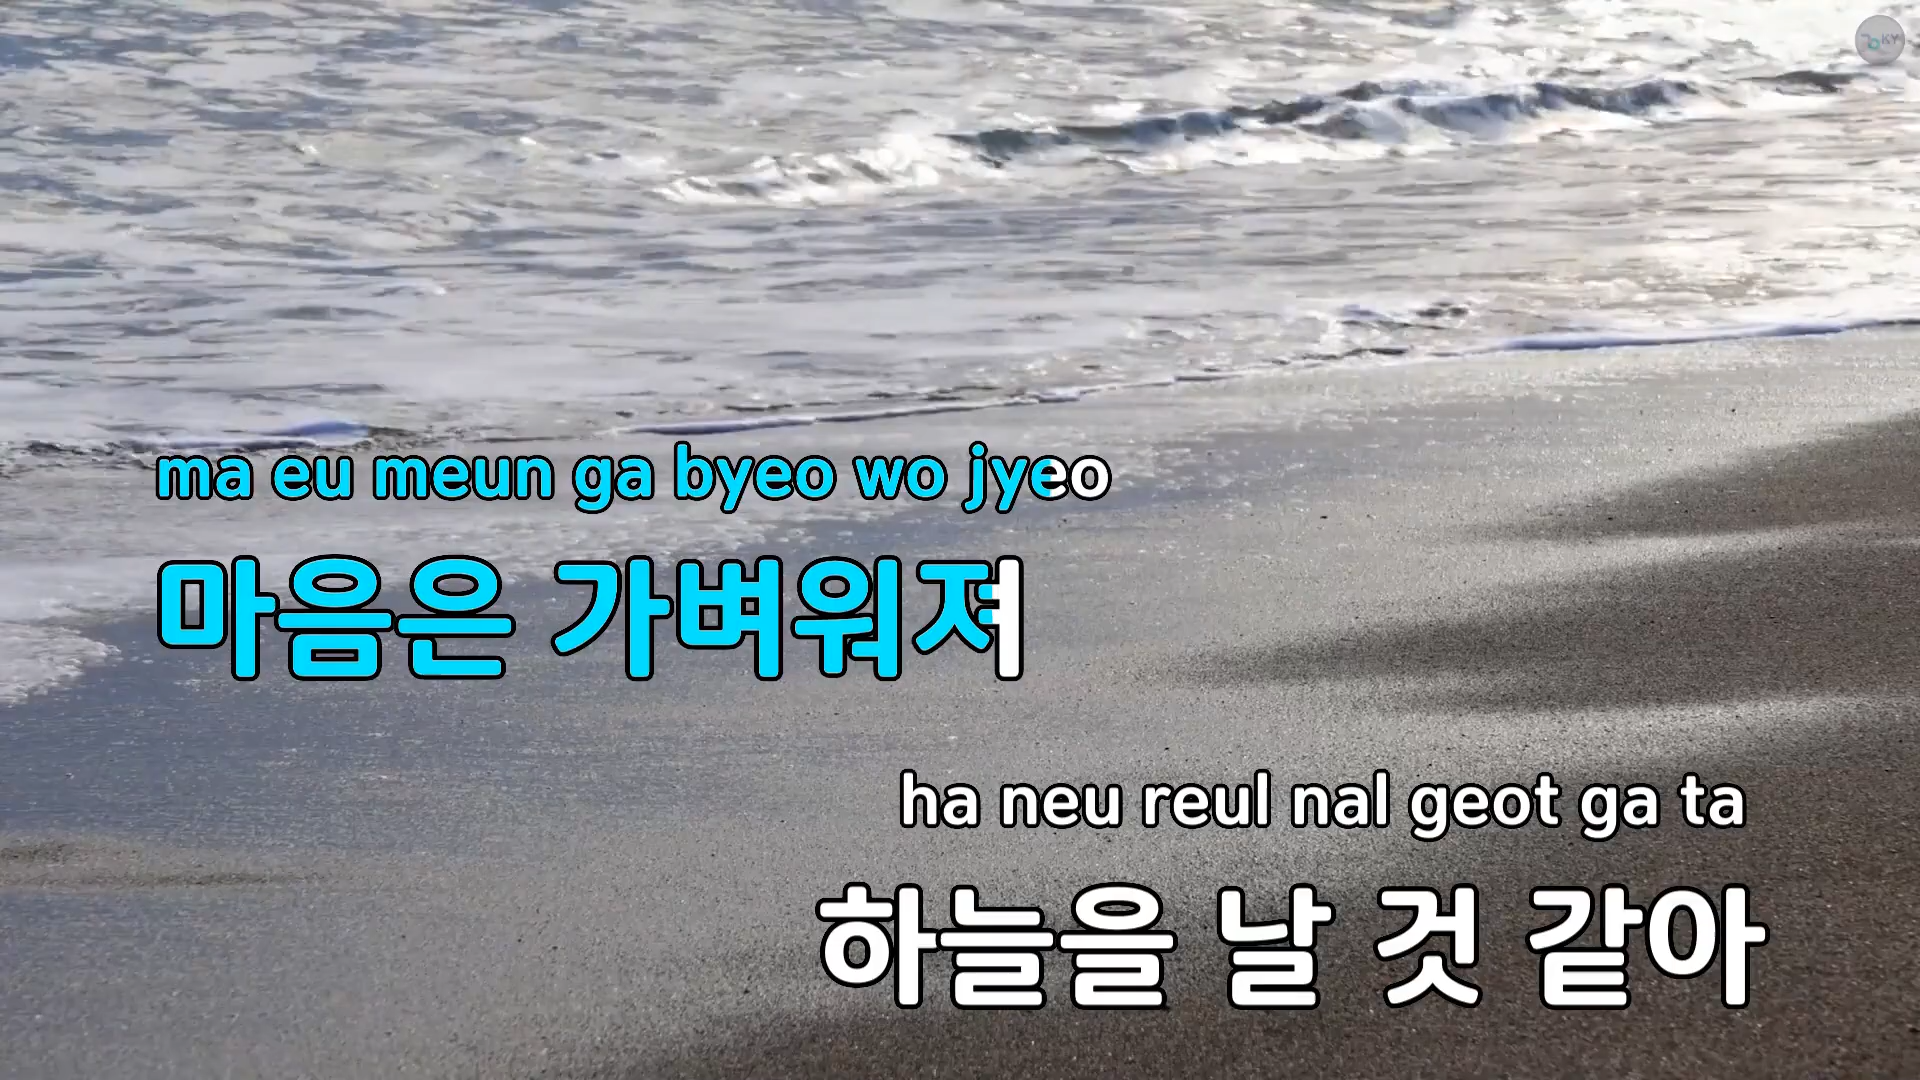 KY
ma eu meun ga byeo wo jyeo
마음은 가벼워져
ha neu reul nal geot ga ta
하늘을 날 것 같아